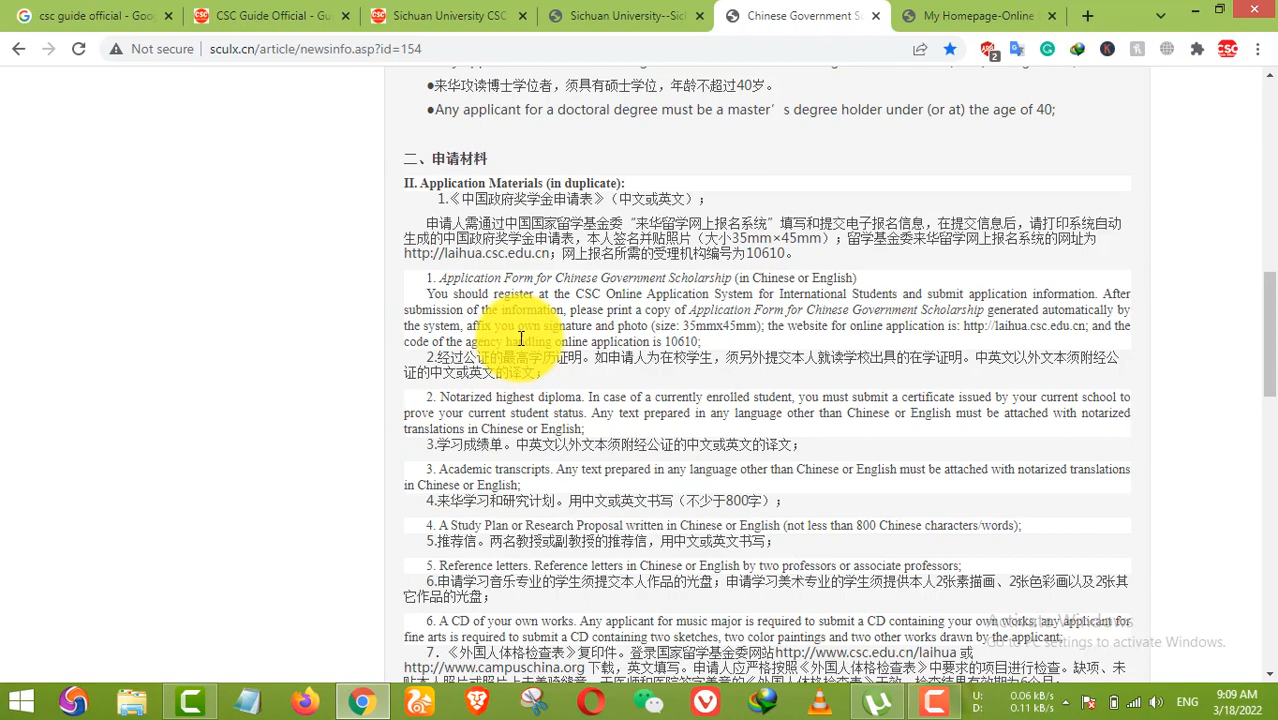 csc guide official - Goo
CSC Guide Official - Gu
Sichuan University CSC
Sichuan University--Sic
Chinese Government Sc
My Homepage-Online
Not secure
sculx.cn/article/newsinfo.asp?id=154
2
●来华攻读博士学位者，须具有硕士学位，年龄不超过40岁。
●Any applicant for a doctoral degree must be a master’s degree holder under (or at) the age of 40;
二、申请材料
II. Application Materials (in duplicate):
1.《中国政府奖学金申请表》（中文或英文）；
申请人需通过中国国家留学基金委“来华留学网上报名系统”填写和提交电子报名信息，在提交信息后，请打印系统自动
生成的中国政府奖学金申请表，本人签名并贴照片（大小35mm×45mm）；留学基金委来华留学网上报名系统的网址为
http://laihua.csc.edu.cn；网上报名所需的受理机构编号为10610。
1. Application Form for Chinese Government Scholarship (in Chinese or English)
You should register at the CSC Online Application System for International Students and submit application information. After
submission of the information, please print a copy of Application Form for Chinese Government Scholarship generated automatically by
the system, affix you own signature and photo (size: 35mmx45mm); the website for online application is: http://laihua.csc.edu.cn; and the
code of the agency handling online application is 10610;
2.经过公证的最高学历证明。如申请人为在校学生，须另外提交本人就读学校出具的在学证明。中英文以外文本须附经公
证的中文或英文的译文；
2. Notarized highest diploma. In case of a currently enrolled student, you must submit a certificate issued by your current school to
prove your current student status. Any text prepared in any language other than Chinese or English must be attached with notarized
translations in Chinese or English;
3.学习成绩单。中英文以外文本须附经公证的中文或英文的译文；
3. Academic transcripts. Any text prepared in any language other than Chinese or English must be attached with notarized translations
in Chinese or English;
4.来华学习和研究计划。用中文或英文书写（不少于800字）；
4. A Study Plan or Research Proposal written in Chinese or English (not less than 800 Chinese characters/words);
5.推荐信。两名教授或副教授的推荐信，用中文或英文书写；
5. Reference letters. Reference letters in Chinese or English by two professors or associate professors;
6.申请学习音乐专业的学生须提交本人作品的光盘；申请学习美术专业的学生须提供本人2张素描画、2张色彩画以及2张其
它作品的光盘；
6. A CD of your own works. Any applicant for music major is required to submit a CD containing your own works, any applicant for
fine arts is required to submit a CD containing two sketches, two color paintings and two other works drawn by the applicant;
7. 《外国人体格检查表》复印件。登录国家留学基金委网站http://www.csc.edu.cn/laihua 或
http://www.campuschina.org 下载，英文填写。申请人应严格按照《外国人体格检查表》中要求的项目进行检查。缺项、未
Activate Windows
Go to PC settings to activate Windows.
U: 0.06 kB/s
D: 0.11 kB/s
ENG
9:09 AM
3/18/2022